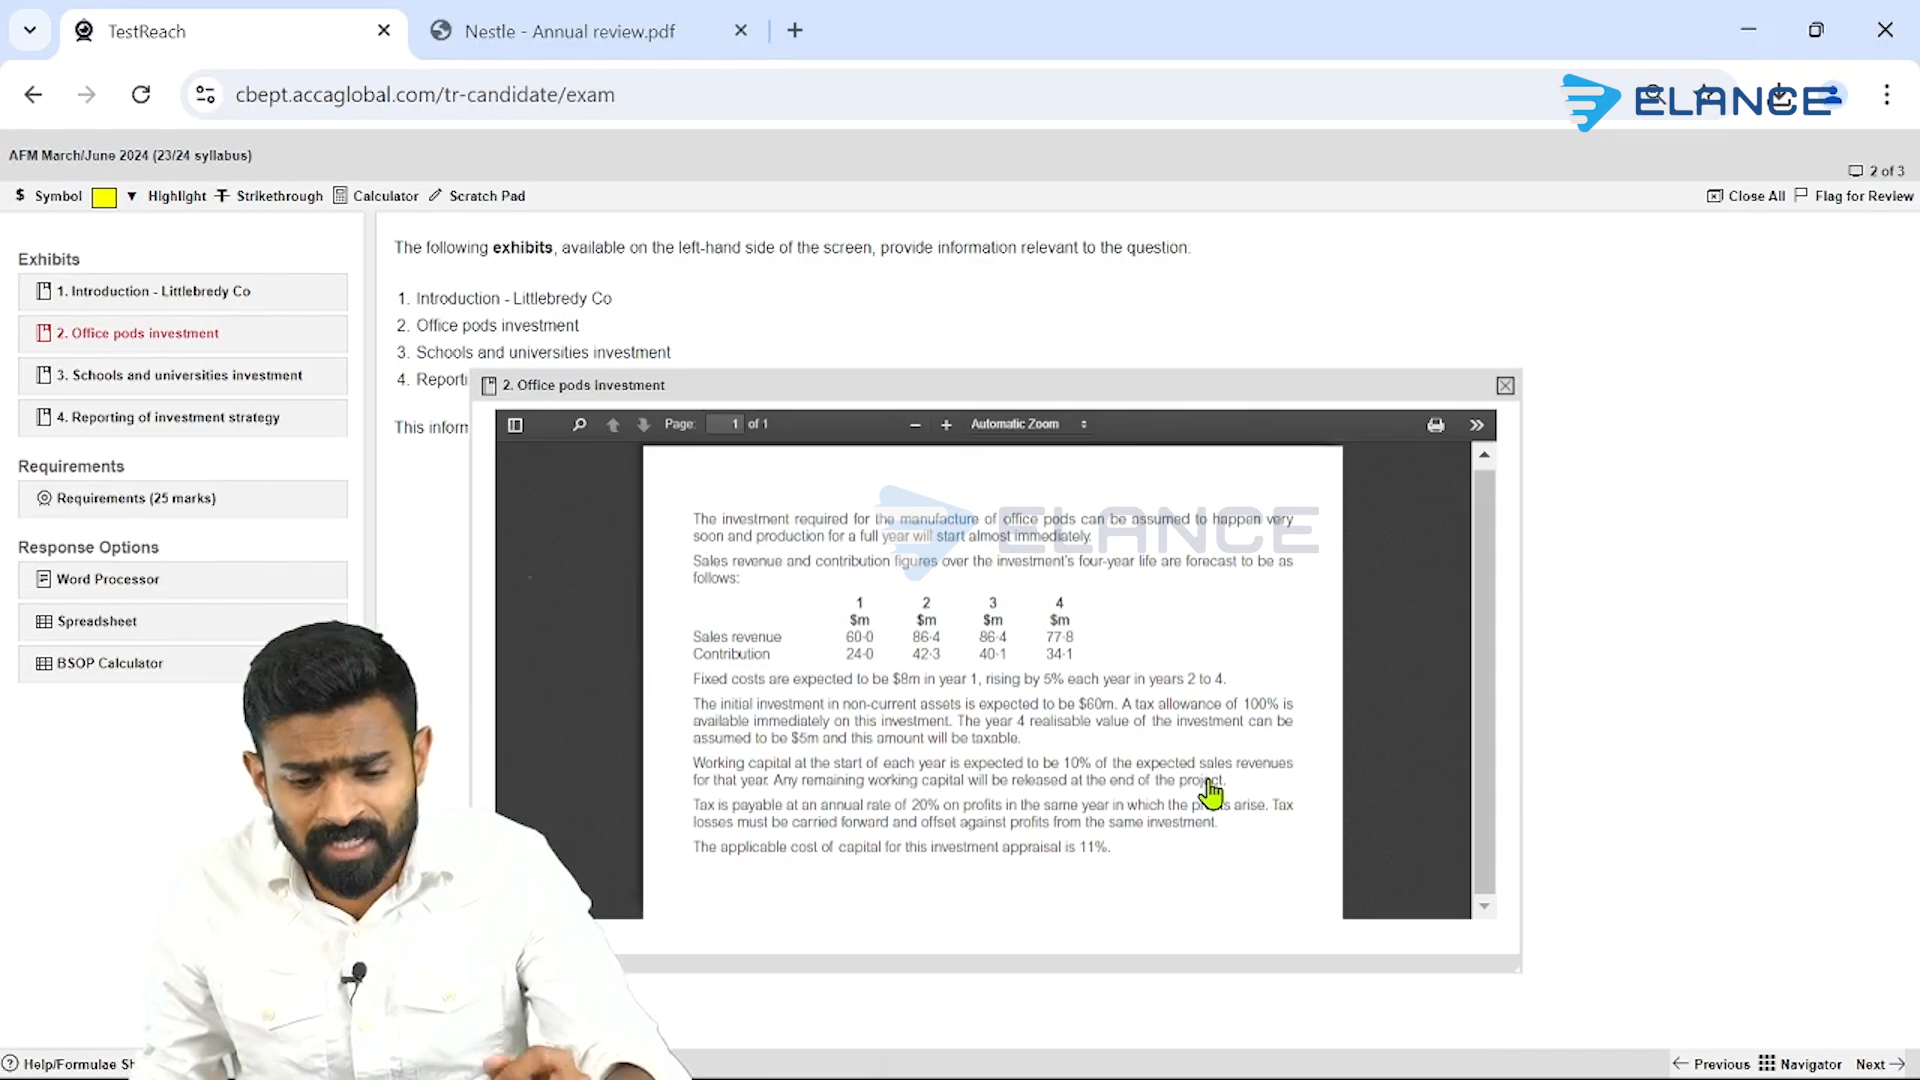 TestReach
Nestle - Annual review.pdf
cbept.accaglobal.com/tr-candidate/exam
ELANCE
AFM March/June 2024 (23/24 syllabus)
2 of 3
$ Symbol Highlight Strikethrough Calculator Scratch Pad
Close All Flag for Review
Exhibits
1. Introduction - Littlebredy Co
2. Office pods investment
3. Schools and universities investment
4. Reporting of investment strategy
Requirements
Requirements (25 marks)
Response Options
Word Processor
Spreadsheet
BSOP Calculator
The following exhibits, available on the left-hand side of the screen, provide information relevant to the question:
1. Introduction - Littlebredy Co
2. Office pods investment
3. Schools and universities investment
4. Reporti
This inform
2. Office pods investment
Page: 1 of 1
Automatic Zoom
ELANCE
The investment required for the manufacture of office pods can be assumed to happen very
soon and production for a full year will start almost immediately.
Sales revenue and contribution figures over the investment's four-year life are forecast to be as
follows:
1 2 3 4
$m $m $m $m
Sales revenue 60·0 86·4 86·4 77·8
Contribution 24·0 42·3 40·1 34·1
Fixed costs are expected to be $8m in year 1, rising by 5% each year in years 2 to 4.
The initial investment in non-current assets is expected to be $60m. A tax allowance of 100% is
available immediately on this investment. The year 4 realisable value of the investment can be
assumed to be $5m and this amount will be taxable.
Working capital at the start of each year is expected to be 10% of the expected sales revenues
for that year. Any remaining working capital will be released at the end of the project.
Tax is payable at an annual rate of 20% on profits in the same year in which the profits arise. Tax
losses must be carried forward and offset against profits from the same investment.
The applicable cost of capital for this investment appraisal is 11%.
Help/Formulae Sh
Previous Navigator Next